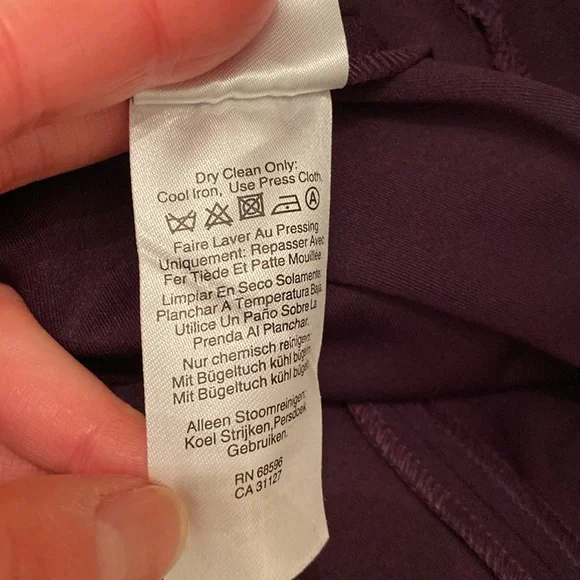 Dry Clean Only:
Cool Iron, Use Press Cloth.
A
Faire Laver Au Pressing
Uniquement: Repasser Avec
Fer Tiède Et Patte Mouillée.
Limpiar En Seco Solamente:
Planchar A Temperatura Baja.
Utilice Un Paño Sobre La
Prenda Al Planchar.
Nur chemisch reinigen:
Mit Bügeltuch kühl bügeln.
Mit Bügeltuch kühl bügeln.
Alleen Stoomreinigen:
Koel Strijken,Persdoek
Gebruiken.
RN 68596
CA 31127